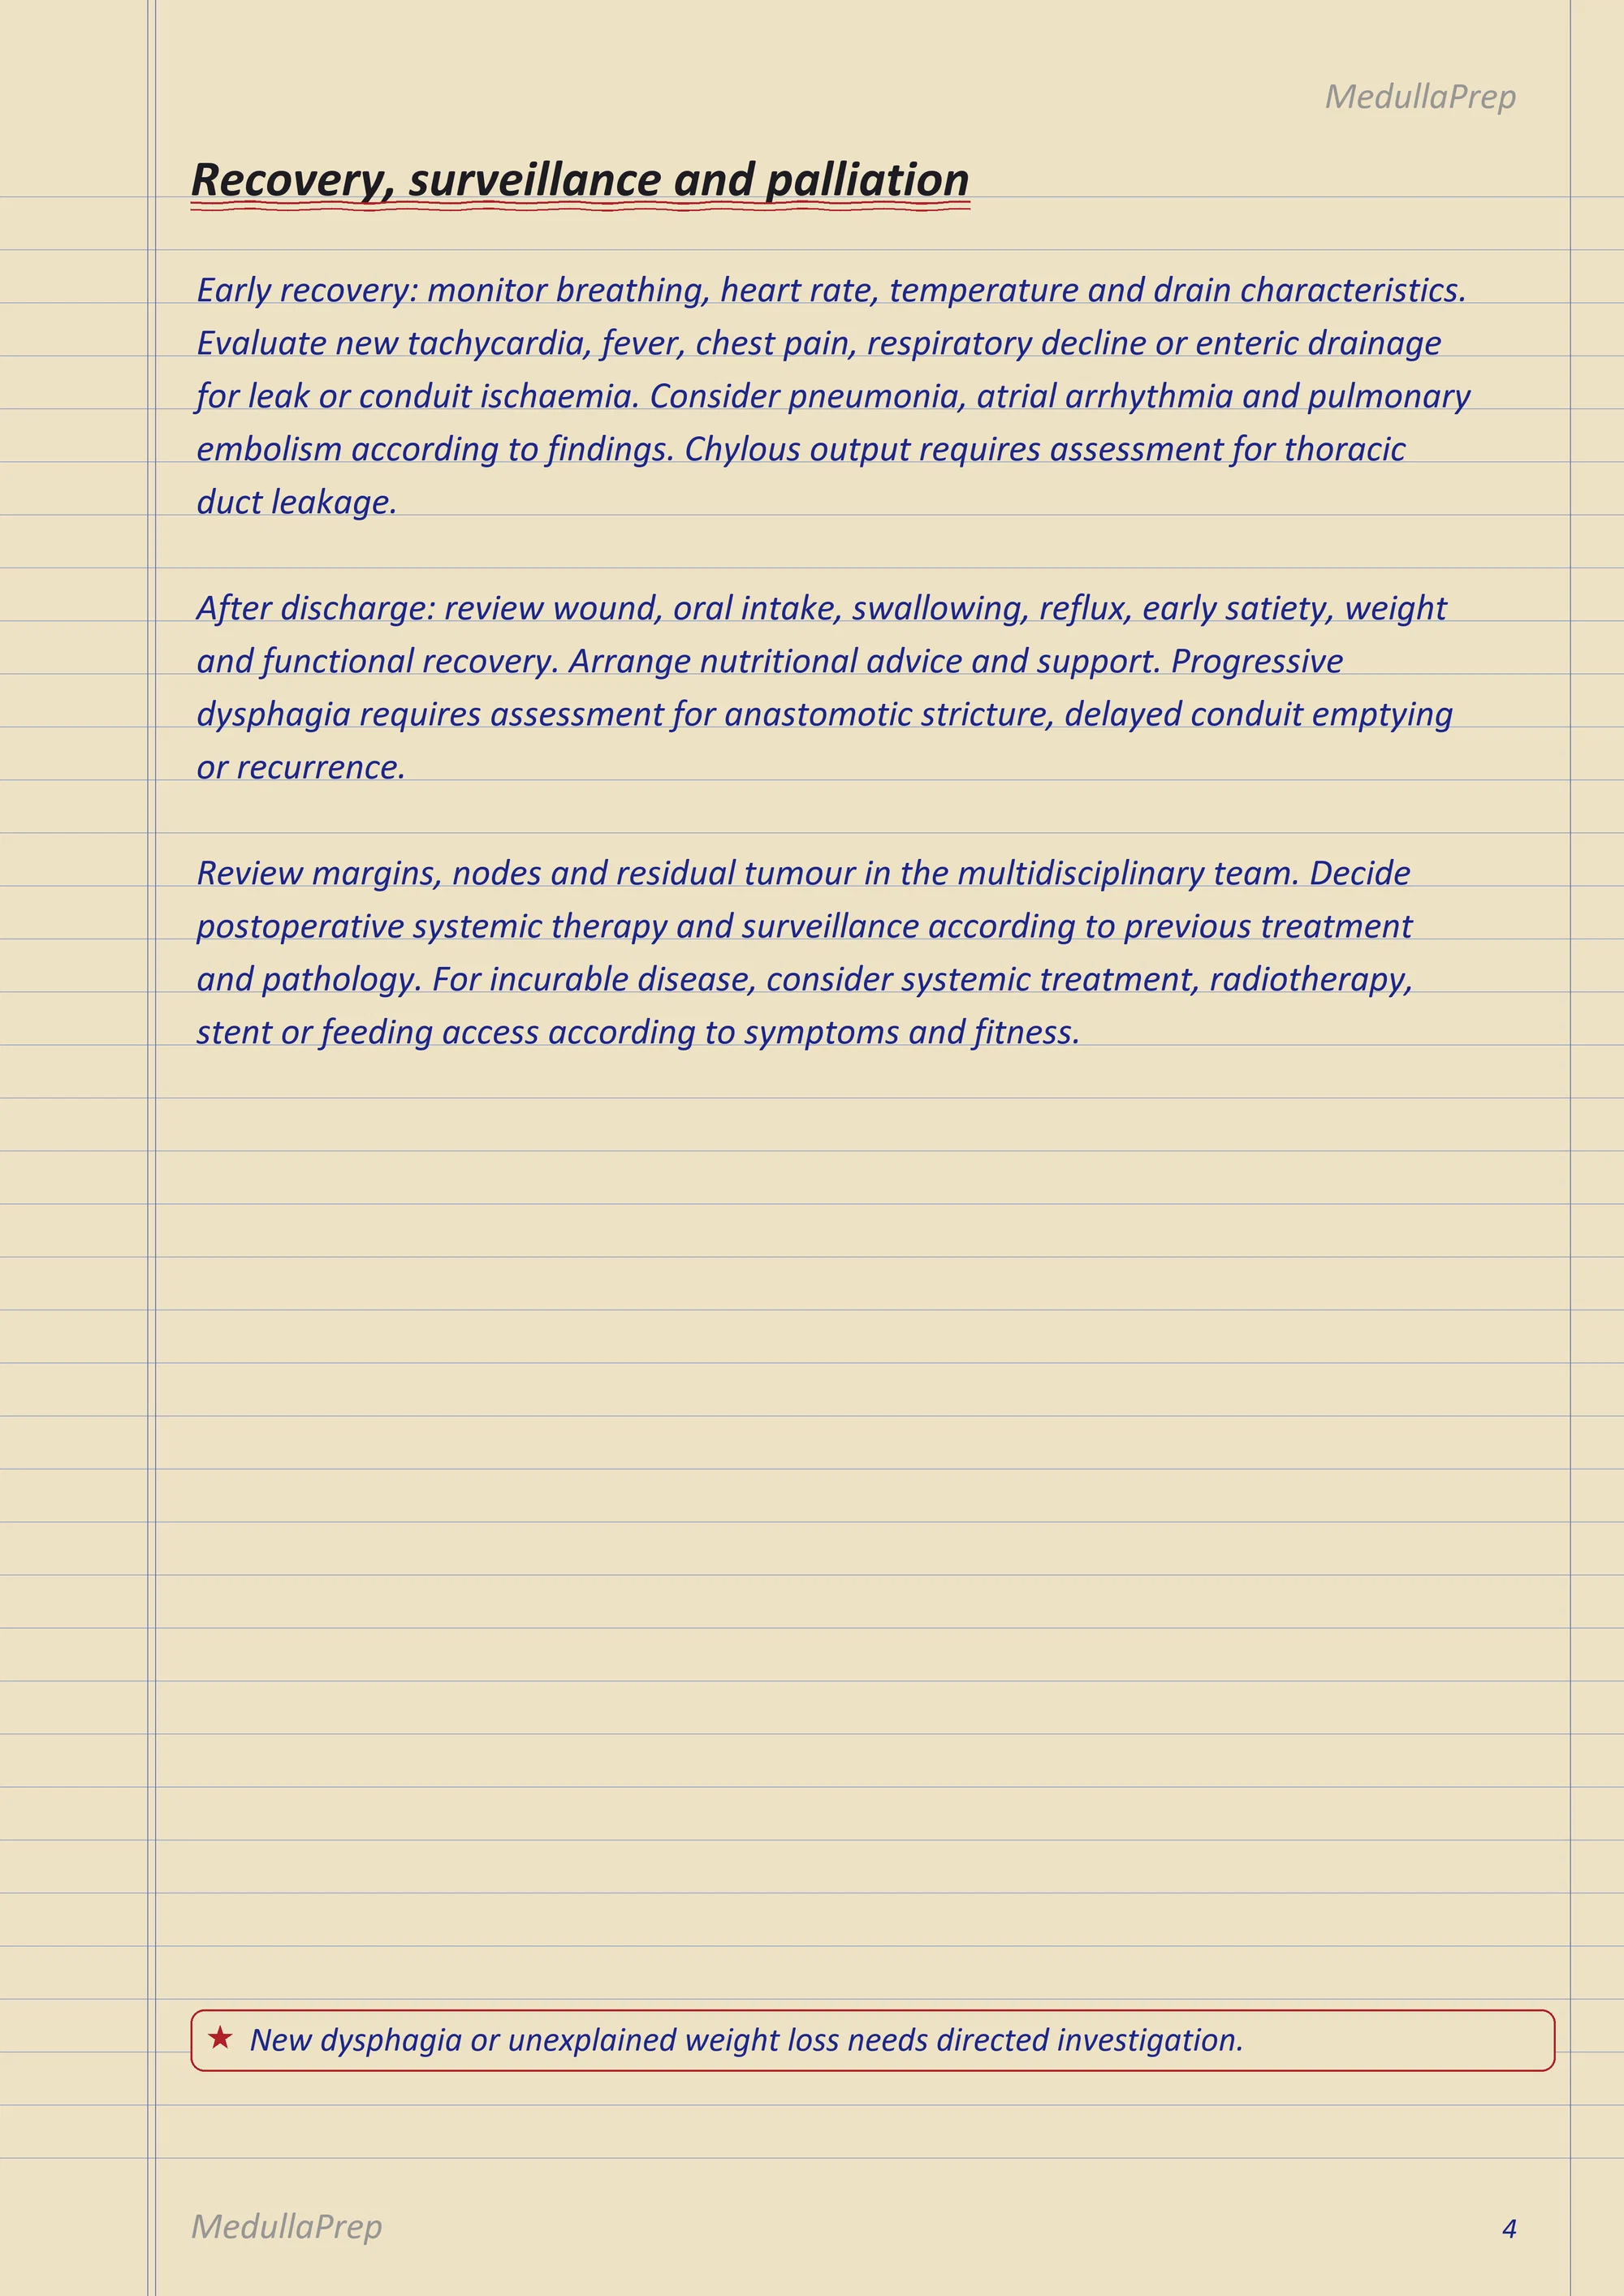 MedullaPrep
Recovery, surveillance and palliation
Early recovery: monitor breathing, heart rate, temperature and drain characteristics.
Evaluate new tachycardia, fever, chest pain, respiratory decline or enteric drainage
for leak or conduit ischaemia. Consider pneumonia, atrial arrhythmia and pulmonary
embolism according to findings. Chylous output requires assessment for thoracic
duct leakage.
After discharge: review wound, oral intake, swallowing, reflux, early satiety, weight
and functional recovery. Arrange nutritional advice and support. Progressive
dysphagia requires assessment for anastomotic stricture, delayed conduit emptying
or recurrence.
Review margins, nodes and residual tumour in the multidisciplinary team. Decide
postoperative systemic therapy and surveillance according to previous treatment
and pathology. For incurable disease, consider systemic treatment, radiotherapy,
stent or feeding access according to symptoms and fitness.
★ New dysphagia or unexplained weight loss needs directed investigation.
MedullaPrep
4